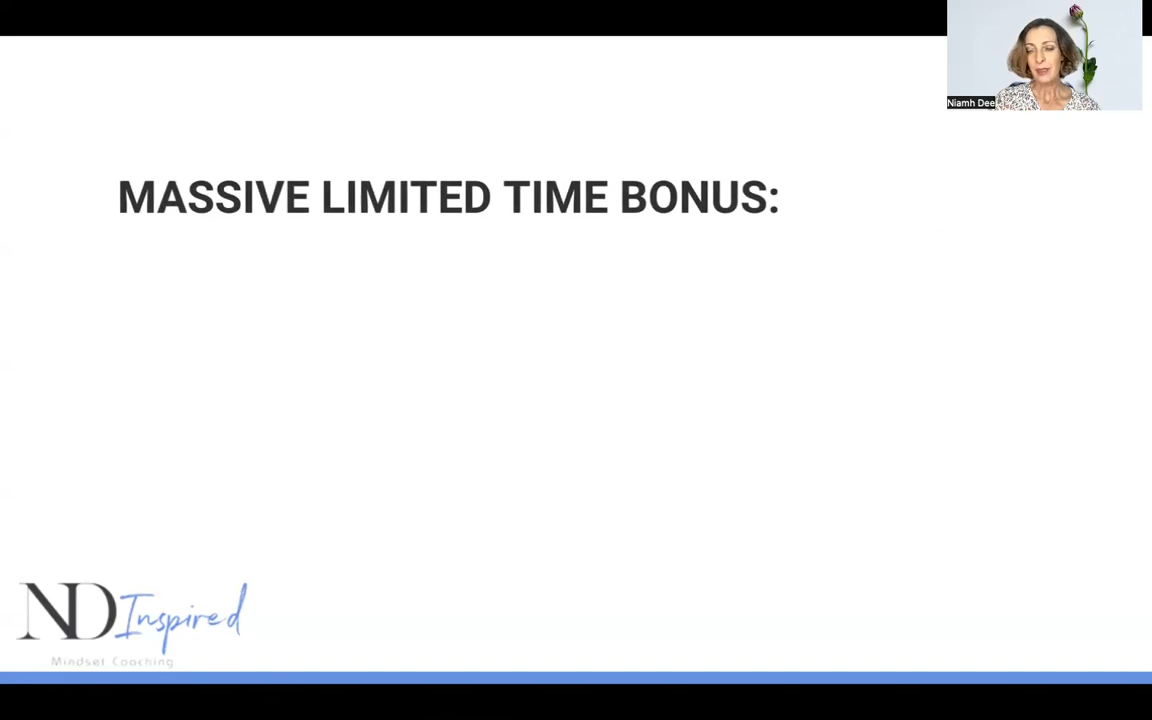 Niamh Dee
MASSIVE LIMITED TIME BONUS:
ND Inspired
Mindset Coaching